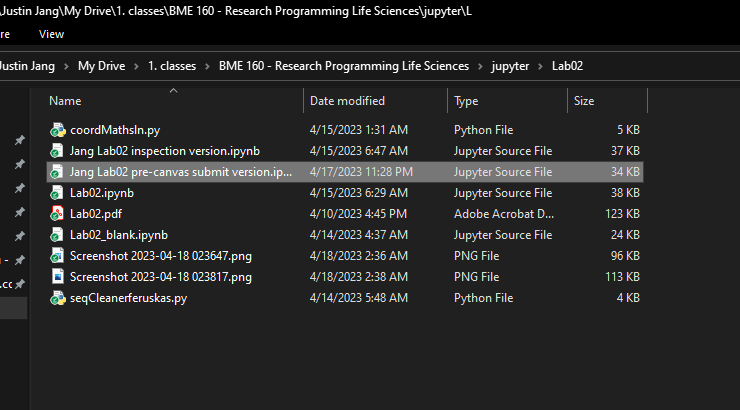 Justin Jang\My Drive\1. classes\BME 160 - Research Programming Life Sciences\jupyter\L
re View
Justin Jang > My Drive > 1. classes > BME 160 - Research Programming Life Sciences > jupyter > Lab02
Name Date modified Type Size
coordMathsIn.py 4/15/2023 1:31 AM Python File 5 KB
Jang Lab02 inspection version.ipynb 4/15/2023 6:47 AM Jupyter Source File 37 KB
Jang Lab02 pre-canvas submit version.ip... 4/17/2023 11:28 PM Jupyter Source File 34 KB
Lab02.ipynb 4/15/2023 6:29 AM Jupyter Source File 38 KB
Lab02.pdf 4/10/2023 4:45 PM Adobe Acrobat D... 123 KB
Lab02_blank.ipynb 4/14/2023 4:37 AM Jupyter Source File 24 KB
Screenshot 2023-04-18 023647.png 4/18/2023 2:36 AM PNG File 96 KB
Screenshot 2023-04-18 023817.png 4/18/2023 2:38 AM PNG File 113 KB
seqCleanerferuskas.py 4/14/2023 5:48 AM Python File 4 KB